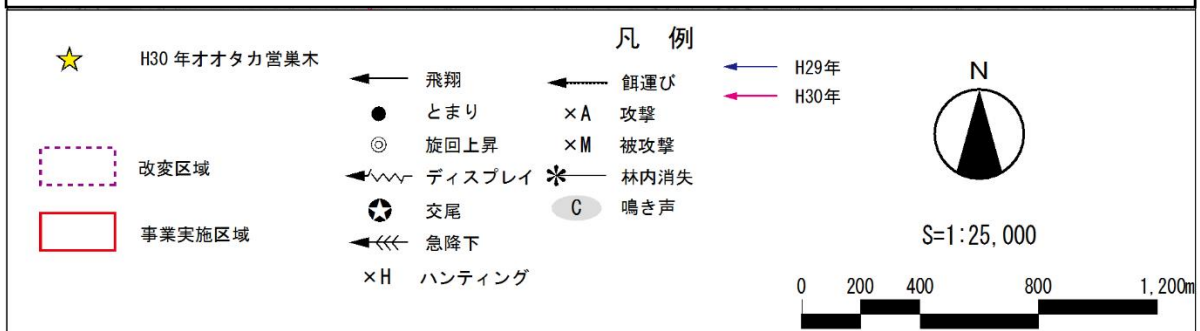 凡 例
H30 年オオタカ営巣木
改変区域
事業実施区域
飛翔
とまり
旋回上昇
ディスプレイ
交尾
急降下
×H ハンティング
餌運び
×A 攻撃
×M 被攻撃
林内消失
C 鳴き声
H29年
H30年
N
S=1:25,000
0 200 400 800 1,200m